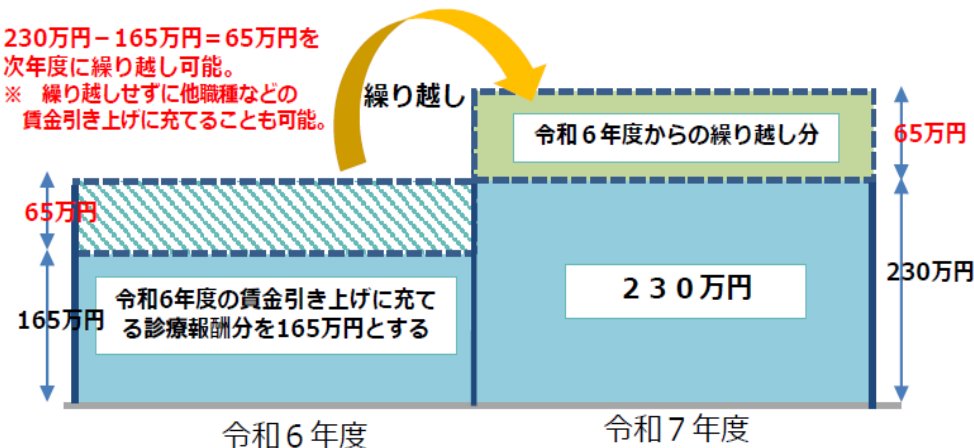 230万円－165万円＝65万円を
次年度に繰り越し可能。
※　繰り越しせずに他職種などの
賃金引き上げに充てることも可能。
繰り越し
令和６年度からの繰り越し分
65万円
65万円
230万円
２３０万円
令和6年度の賃金引き上げに充て
る診療報酬分を165万円とする
165万円
令和６年度
令和７年度